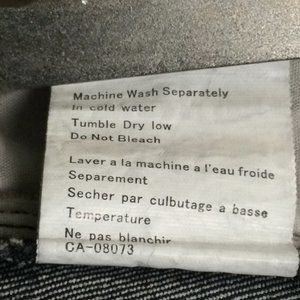 Machine Wash Separately
In cold water
Tumble Dry low
Do Not Bleach
Laver a la machine a l'eau froide
Separement
Secher par culbutage a basse
Temperature
Ne pas blanchir
CA-08073